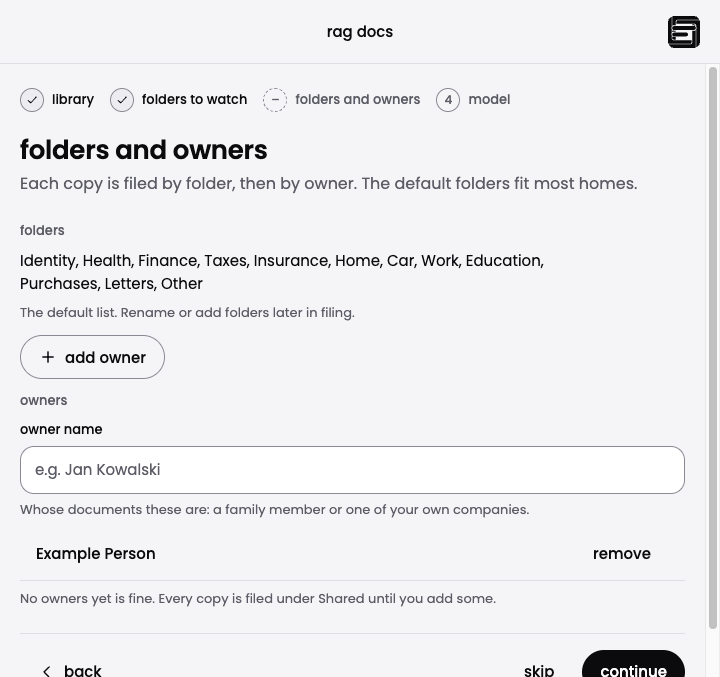 rag docs
library
folders to watch
folders and owners
4 model
folders and owners
Each copy is filed by folder, then by owner. The default folders fit most homes.
folders
Identity, Health, Finance, Taxes, Insurance, Home, Car, Work, Education,
Purchases, Letters, Other
The default list. Rename or add folders later in filing.
+ add owner
owners
owner name
e.g. Jan Kowalski
Whose documents these are: a family member or one of your own companies.
Example Person remove
No owners yet is fine. Every copy is filed under Shared until you add some.
back skip continue